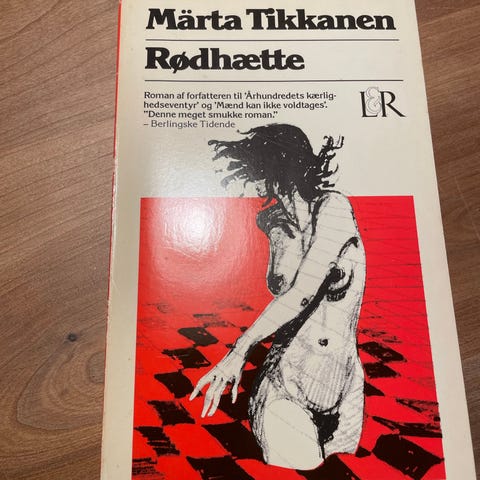 Märta Tikkanen
Rødhætte
Roman af forfatteren til 'Århundredets kærlig-
hedseventyr' og 'Mænd kan ikke voldtages'.
"Denne meget smukke roman."
– Berlingske Tidende
L&R